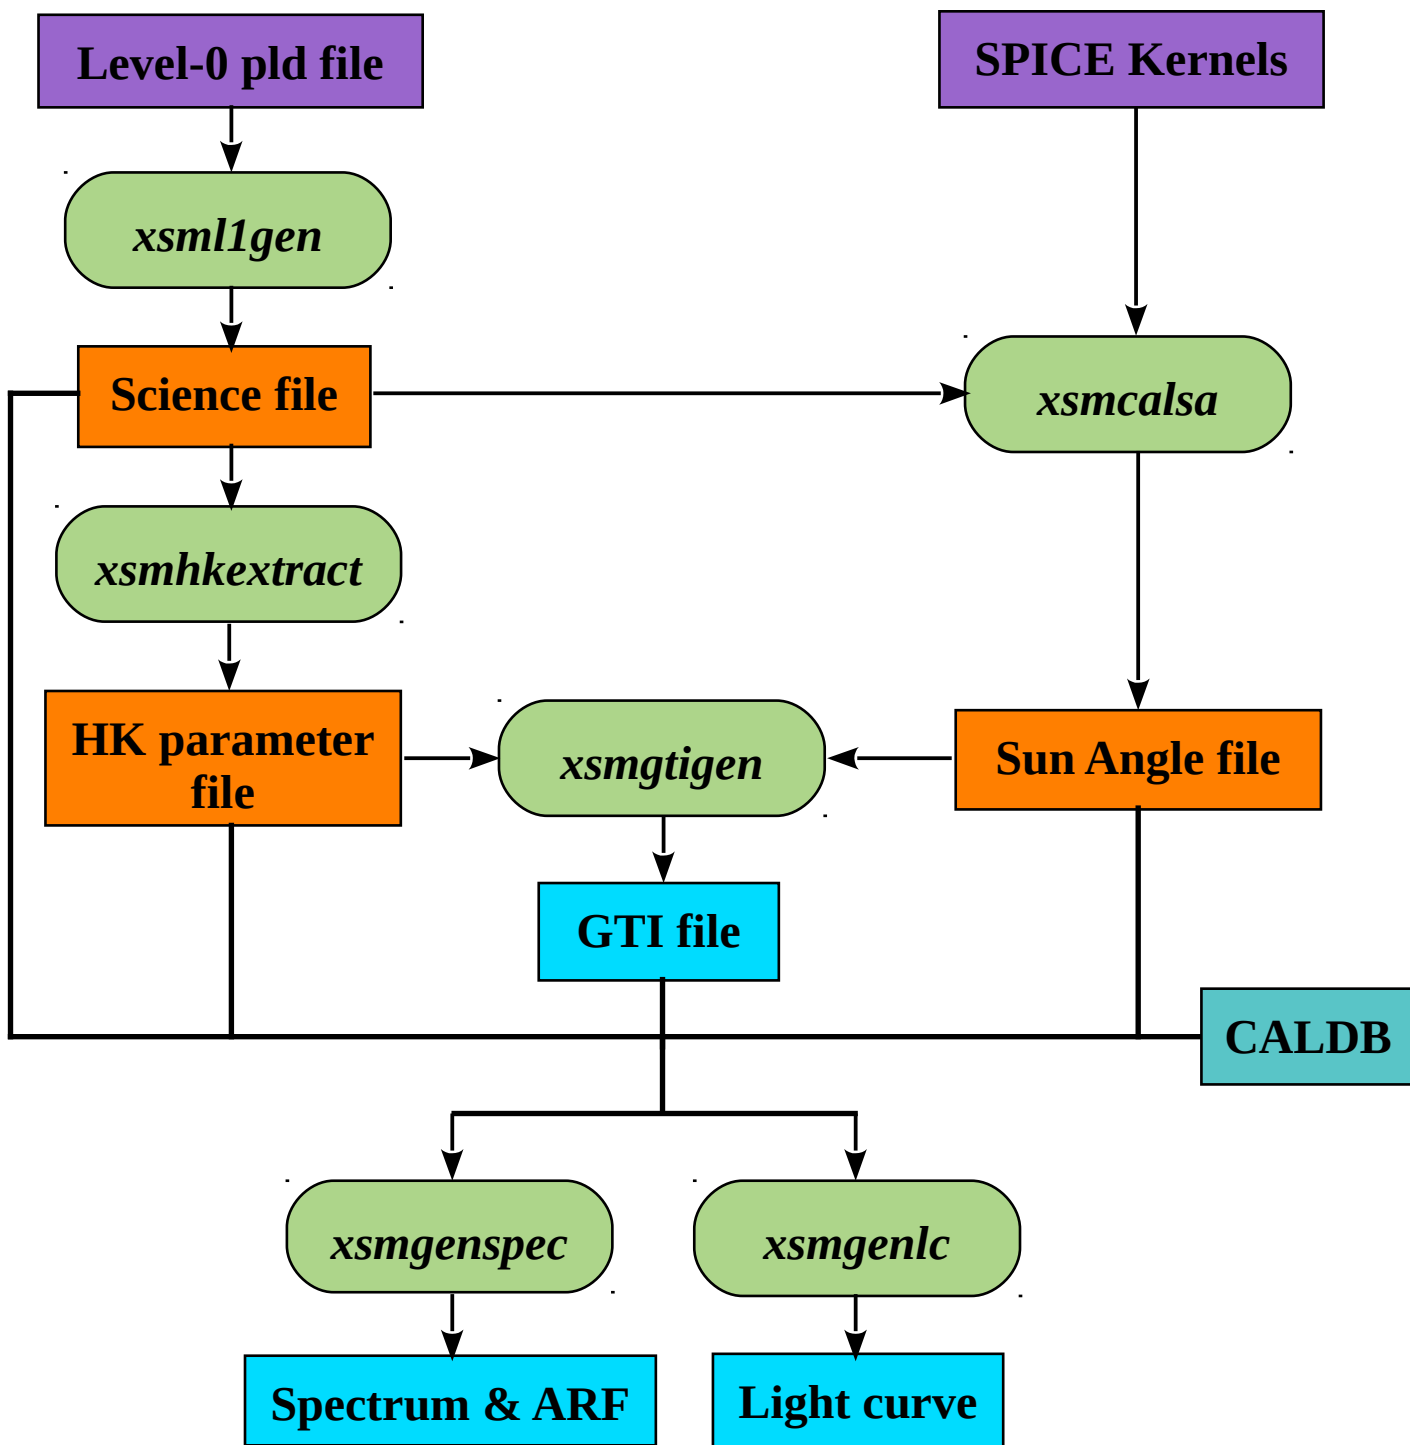 Level-0 pld file
SPICE Kernels
xsml1gen
Science file
xsmcalsa
xsmhkextract
HK parameter
file
xsmgtigen
Sun Angle file
GTI file
CALDB
xsmgenspec
xsmgenlc
Spectrum & ARF
Light curve